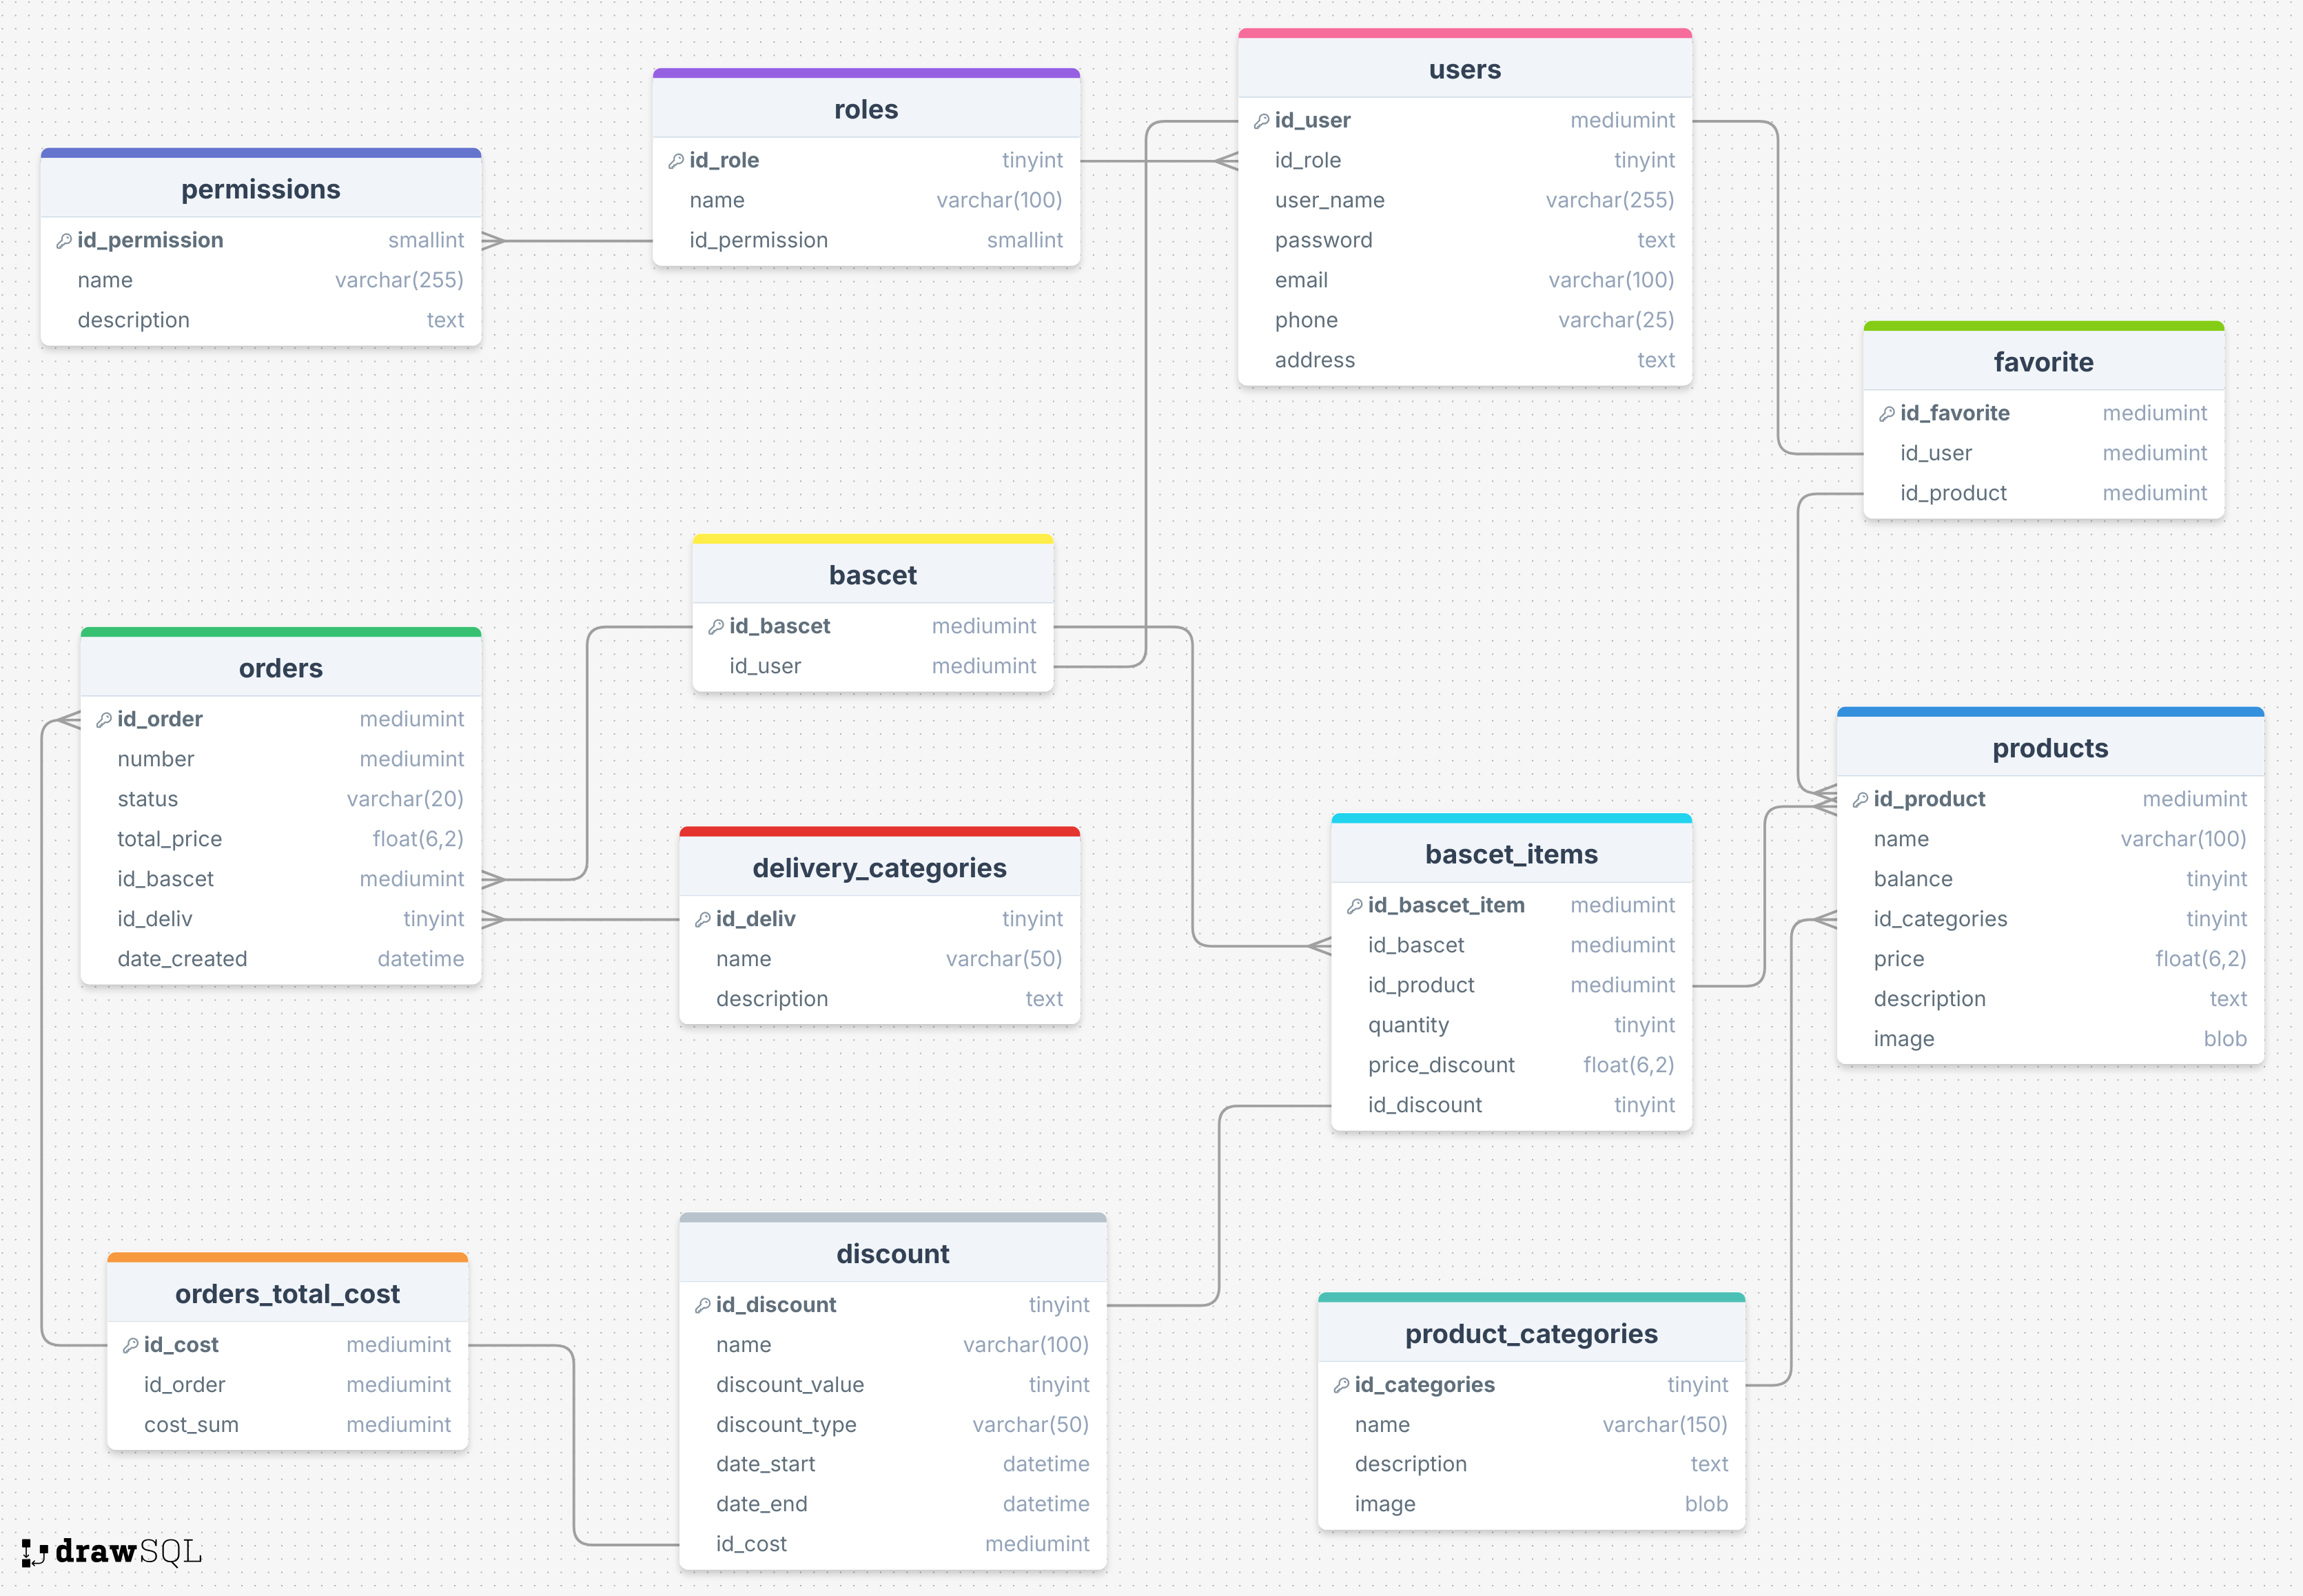 permissions
id_permission smallint
name varchar(255)
description text
roles
id_role tinyint
name varchar(100)
id_permission smallint
users
id_user mediumint
id_role tinyint
user_name varchar(255)
password text
email varchar(100)
phone varchar(25)
address text
favorite
id_favorite mediumint
id_user mediumint
id_product mediumint
bascet
id_bascet mediumint
id_user mediumint
orders
id_order mediumint
number mediumint
status varchar(20)
total_price float(6,2)
id_bascet mediumint
id_deliv tinyint
date_created datetime
delivery_categories
id_deliv tinyint
name varchar(50)
description text
bascet_items
id_bascet_item mediumint
id_bascet mediumint
id_product mediumint
quantity tinyint
price_discount float(6,2)
id_discount tinyint
products
id_product mediumint
name varchar(100)
balance tinyint
id_categories tinyint
price float(6,2)
description text
image blob
orders_total_cost
id_cost mediumint
id_order mediumint
cost_sum mediumint
discount
id_discount tinyint
name varchar(100)
discount_value tinyint
discount_type varchar(50)
date_start datetime
date_end datetime
id_cost mediumint
product_categories
id_categories tinyint
name varchar(150)
description text
image blob
drawSQL